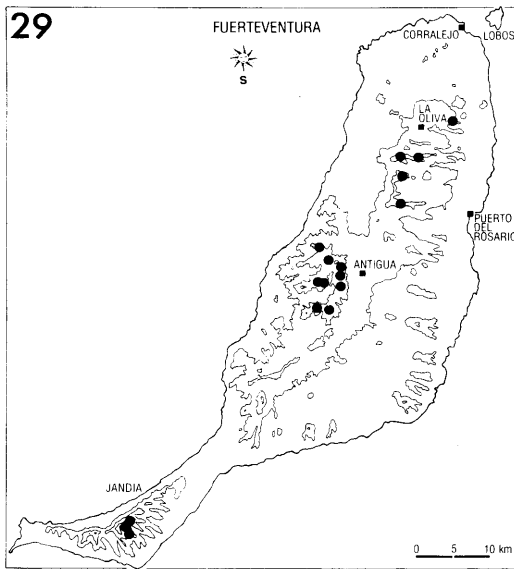 29
FUERTEVENTURA
S
CORRALEJO
LOBOS
LA
OLIVA
PUERTO
DEL
ROSARIO
ANTIGUA
JANDIA
0 5 10 km